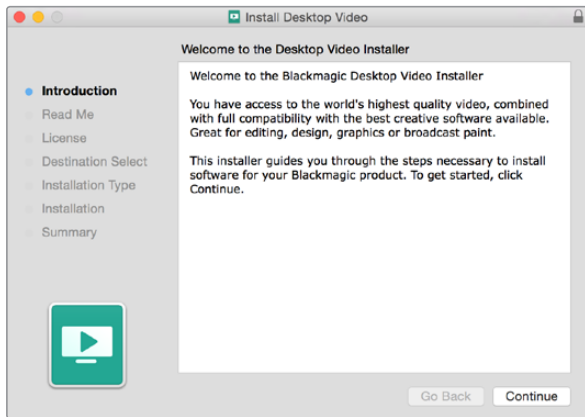 Install Desktop Video
Welcome to the Desktop Video Installer
Introduction
Read Me
License
Destination Select
Installation Type
Installation
Summary
Welcome to the Blackmagic Desktop Video Installer
You have access to the world's highest quality video, combined
with full compatibility with the best creative software available.
Great for editing, design, graphics or broadcast paint.
This installer guides you through the steps necessary to install
software for your Blackmagic product. To get started, click
Continue.
Go Back
Continue